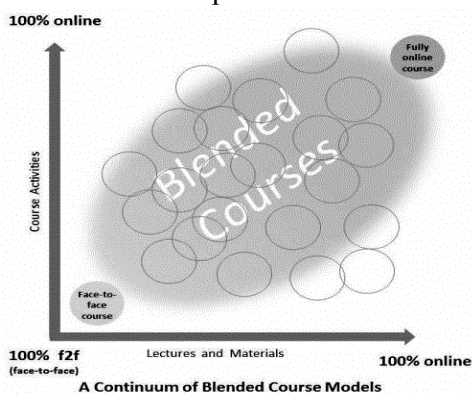 100% online
Fully
online
course
Course Activities
Blended
Courses
Face-to-
face
course
100% f2f
(face-to-face)
Lectures and Materials
100% online
A Continuum of Blended Course Models